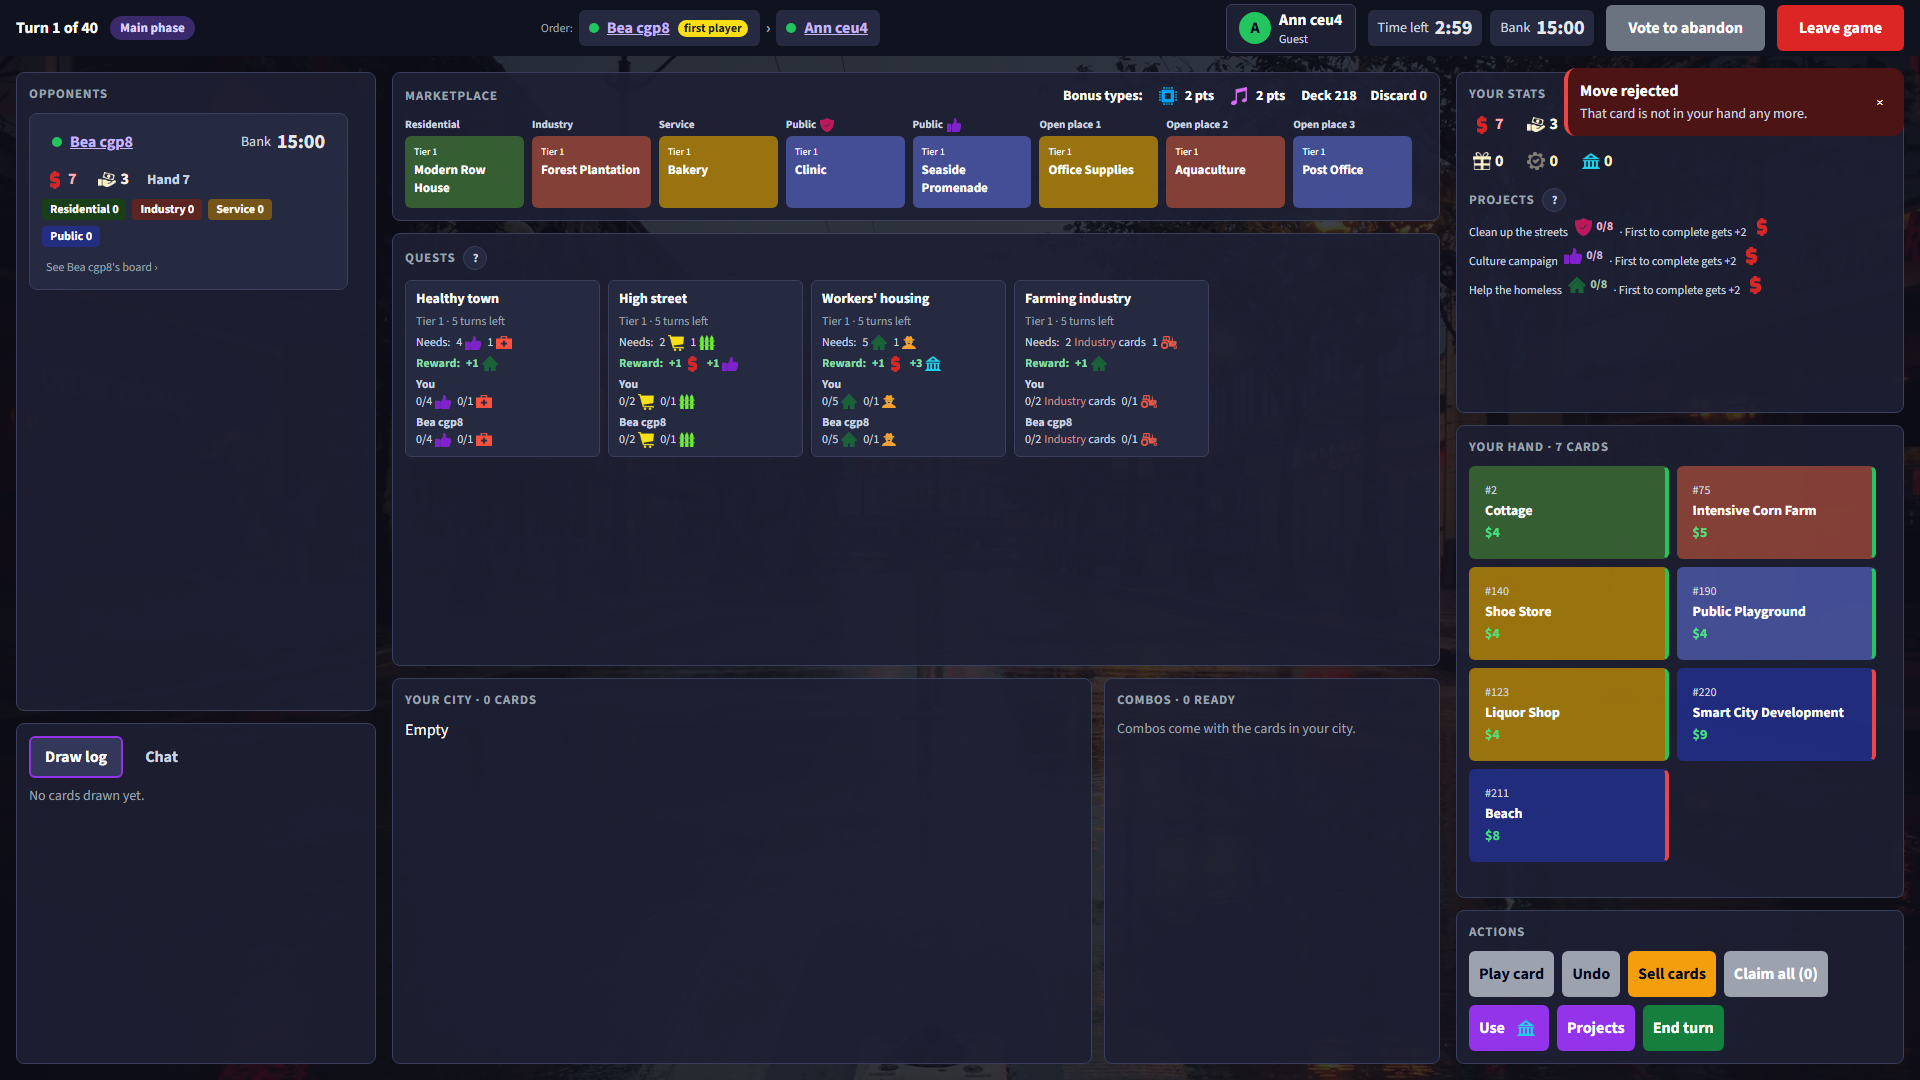 Turn 1 of 40 Main phase
Order: Bea cgp8 first player › Ann ceu4
A Ann ceu4
Guest
Time left 2:59
Bank 15:00
Vote to abandon
Leave game
OPPONENTS
Bea cgp8 Bank 15:00
7 3 Hand 7
Residential 0 Industry 0 Service 0
Public 0
See Bea cgp8's board ›
Draw log Chat
No cards drawn yet.
MARKETPLACE
Bonus types: 2 pts 2 pts Deck 218 Discard 0
Residential Industry Service Public Public Open place 1 Open place 2 Open place 3
Tier 1
Modern Row House
Tier 1
Forest Plantation
Tier 1
Bakery
Tier 1
Clinic
Tier 1
Seaside Promenade
Tier 1
Office Supplies
Tier 1
Aquaculture
Tier 1
Post Office
QUESTS ?
Healthy town
Tier 1 · 5 turns left
Needs: 4 1
Reward: +1
You
0/4 0/1
Bea cgp8
0/4 0/1
High street
Tier 1 · 5 turns left
Needs: 2 1
Reward: +1 +1
You
0/2 0/1
Bea cgp8
0/2 0/1
Workers' housing
Tier 1 · 5 turns left
Needs: 5 1
Reward: +1 +3
You
0/5 0/1
Bea cgp8
0/5 0/1
Farming industry
Tier 1 · 5 turns left
Needs: 2 Industry cards 1
Reward: +1
You
0/2 Industry cards 0/1
Bea cgp8
0/2 Industry cards 0/1
YOUR CITY · 0 CARDS
Empty
COMBOS · 0 READY
Combos come with the cards in your city.
YOUR STATS
Move rejected
That card is not in your hand any more.
×
7 3
0 0 0
PROJECTS ?
Clean up the streets 0/8 · First to complete gets +2
Culture campaign 0/8 · First to complete gets +2
Help the homeless 0/8 · First to complete gets +2
YOUR HAND · 7 CARDS
#2
Cottage
$4
#75
Intensive Corn Farm
$5
#140
Shoe Store
$4
#190
Public Playground
$4
#123
Liquor Shop
$4
#220
Smart City Development
$9
#211
Beach
$8
ACTIONS
Play card Undo Sell cards Claim all (0)
Use Projects End turn